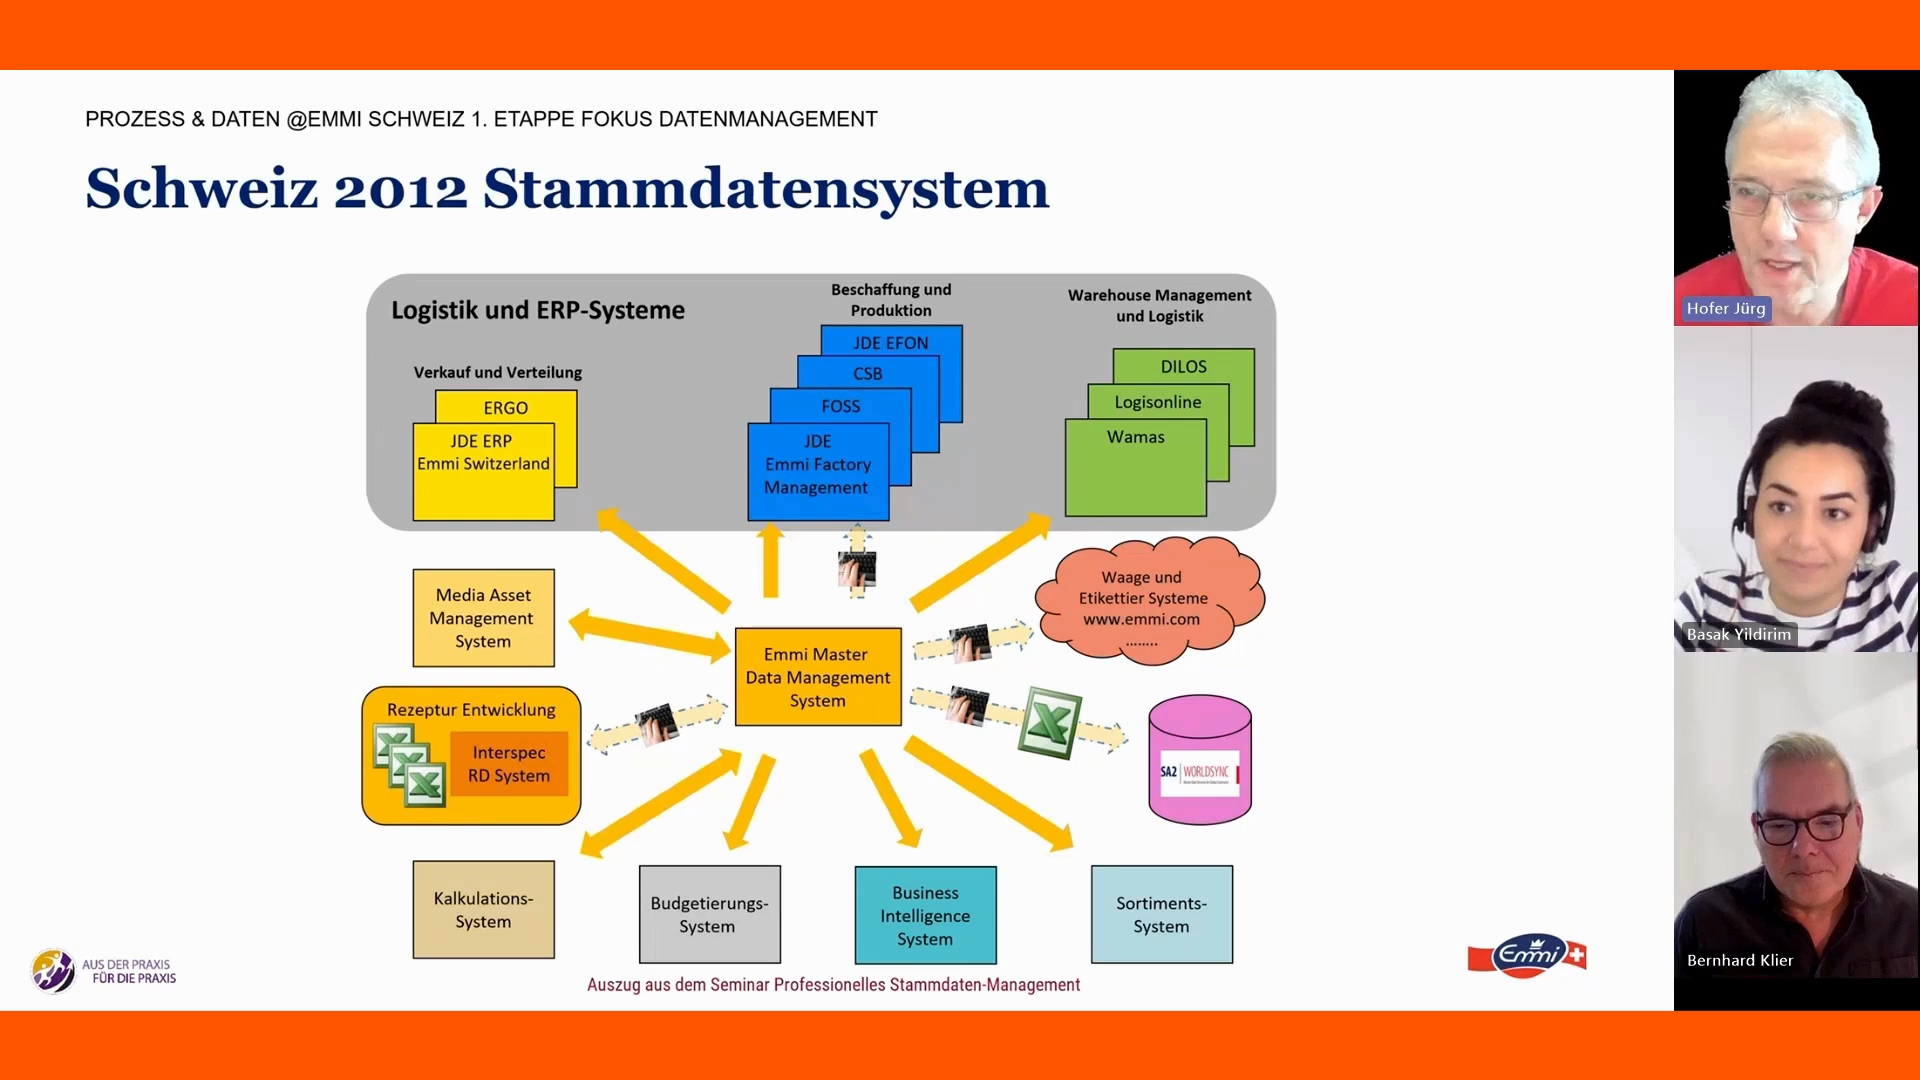 PROZESS & DATEN @EMMI SCHWEIZ 1. ETAPPE FOKUS DATENMANAGEMENT
Schweiz 2012 Stammdatensystem
Logistik und ERP-Systeme
Verkauf und Verteilung
ERGO
JDE ERP
Emmi Switzerland
Beschaffung und
Produktion
JDE EFON
CSB
FOSS
JDE
Emmi Factory
Management
Warehouse Management
und Logistik
DILOS
Logisonline
Wamas
Media Asset
Management
System
Emmi Master
Data Management
System
Waage und
Etikettier Systeme
www.emmi.com
........
Rezeptur Entwicklung
Interspec
RD System
SA2 WORLDSYNC
Kalkulations-
System
Budgetierungs-
System
Business
Intelligence
System
Sortiments-
System
AUS DER PRAXIS
FÜR DIE PRAXIS
Auszug aus dem Seminar Professionelles Stammdaten-Management
Emmi
Hofer Jürg
Basak Yildirim
Bernhard Klier